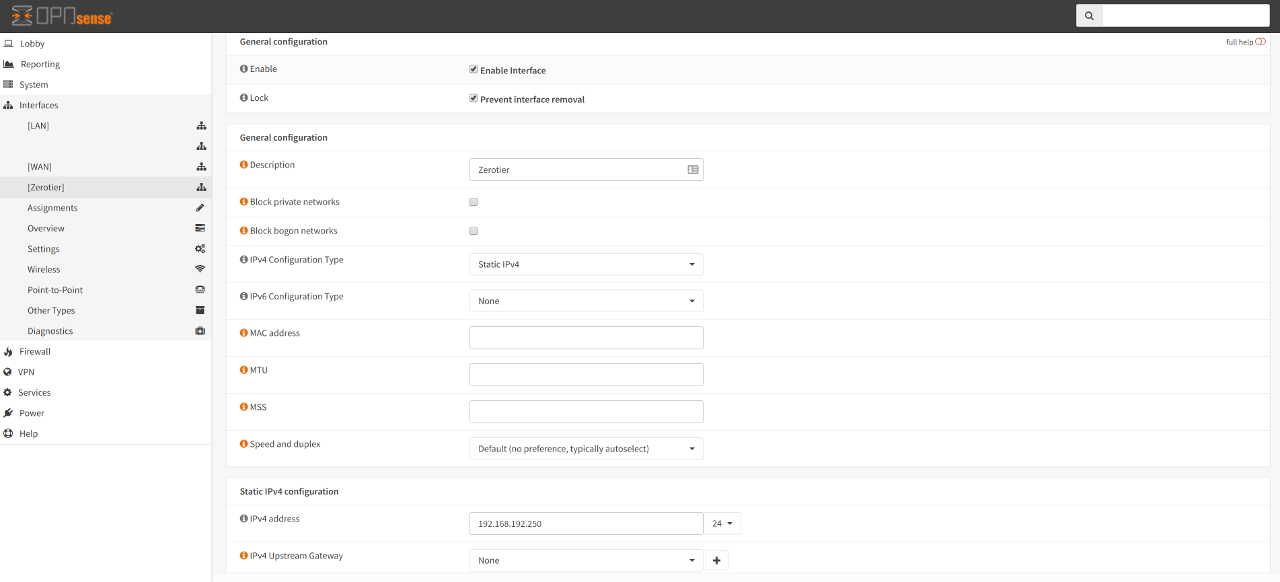 OPNsense
Lobby
Reporting
System
Interfaces
[LAN]
[WAN]
[Zerotier]
Assignments
Overview
Settings
Wireless
Point-to-Point
Other Types
Diagnostics
Firewall
VPN
Services
Power
Help
General configuration
full help
Enable
Enable Interface
Lock
Prevent interface removal
General configuration
Description
Zerotier
Block private networks
Block bogon networks
IPv4 Configuration Type
Static IPv4
IPv6 Configuration Type
None
MAC address
MTU
MSS
Speed and duplex
Default (no preference, typically autoselect)
Static IPv4 configuration
IPv4 address
192.168.192.250
24
IPv4 Upstream Gateway
None